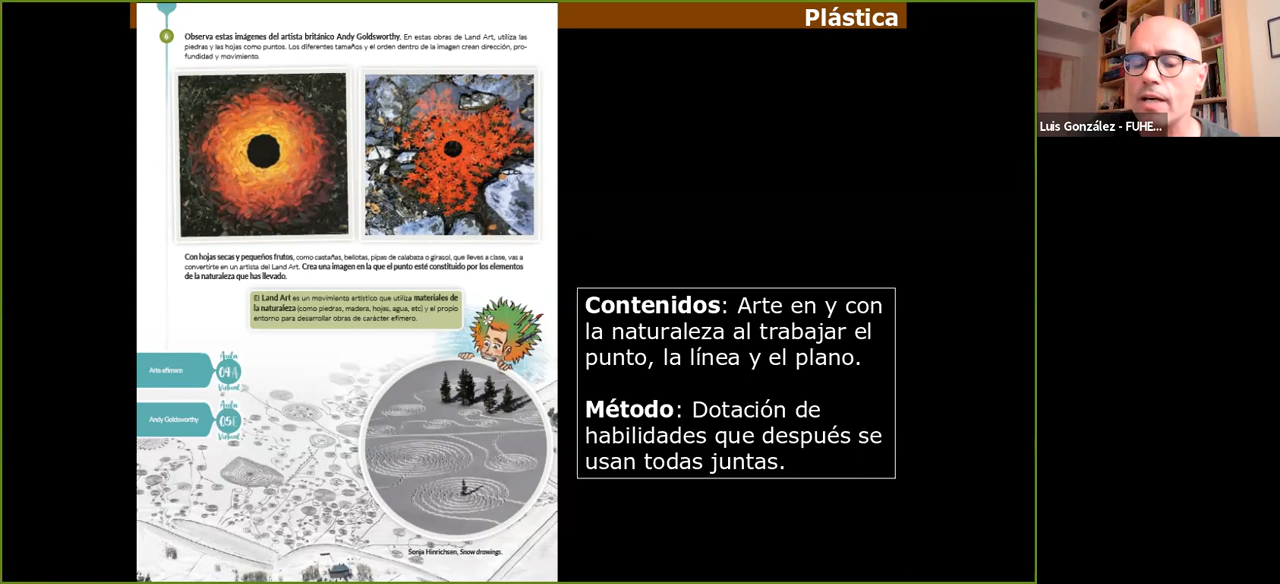 Plástica
6
Observa estas imágenes del artista británico Andy Goldsworthy. En estas obras de Land Art, utiliza las
piedras y las hojas como puntos. Los diferentes tamaños y el orden dentro de la imagen crean dirección, pro-
fundidad y movimiento.
Con hojas secas y pequeños frutos, como castañas, bellotas, pipas de calabaza o girasol, que lleves a clase, vas a
convertirte en un artista del Land Art. Crea una imagen en la que el punto esté constituido por los elementos
de la naturaleza que has llevado.
El Land Art es un movimiento artístico que utiliza materiales de
la naturaleza (como piedras, madera, hojas, agua, etc) y el propio
entorno para desarrollar obras de carácter efímero.
Arte efímero
Aula
04A
Virtual
Andy Goldsworthy
Aula
05E
Virtual
Sonja Hinrichsen, Snow drawings.
Contenidos: Arte en y con
la naturaleza al trabajar el
punto, la línea y el plano.
Método: Dotación de
habilidades que después se
usan todas juntas.
Luis González - FUHE...